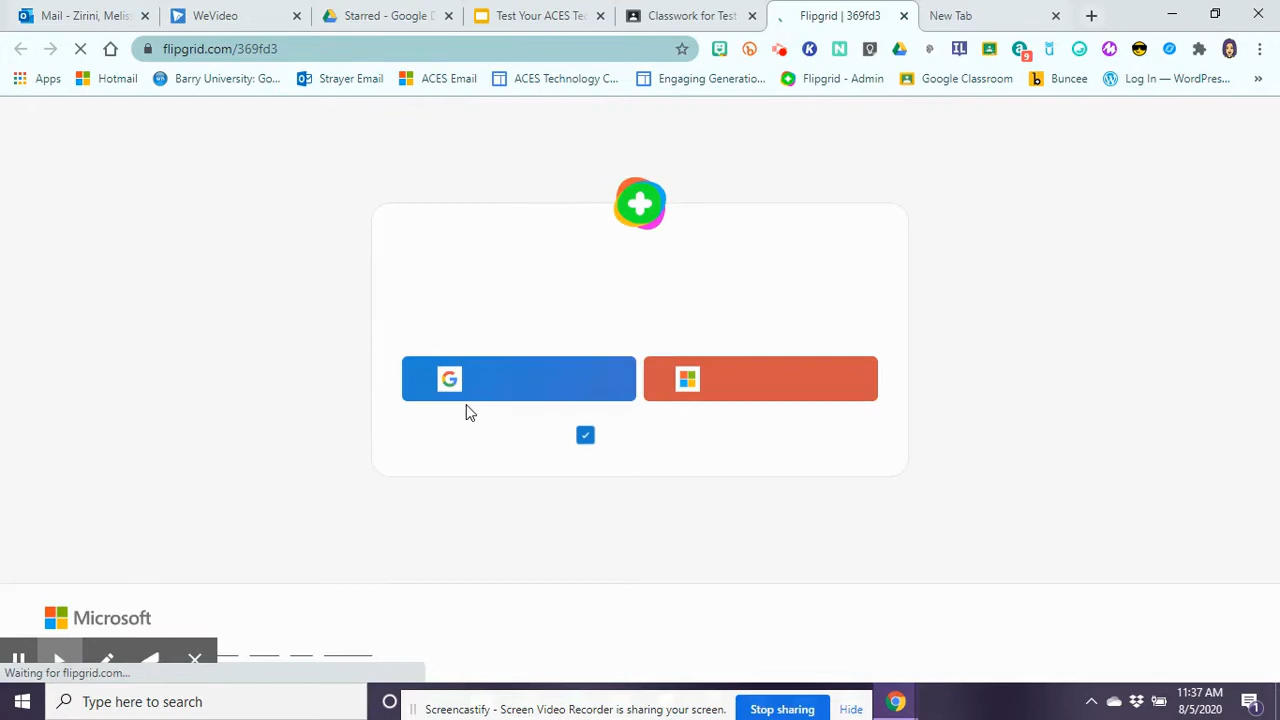 Mail - Zirini, Melis
WeVideo
Starred - Google D
Test Your ACES Te
Classwork for Test
Flipgrid | 369fd3
New Tab
flipgrid.com/369fd3
9
Apps
Hotmail
Barry University: Go...
Strayer Email
ACES Email
ACES Technology C...
Engaging Generatio...
Flipgrid - Admin
Google Classroom
Buncee
Log In — WordPres...
»
Microsoft
Waiting for flipgrid.com...
Type here to search
Screencastify - Screen Video Recorder is sharing your screen.
Stop sharing
Hide
11:37 AM
8/5/2020
1